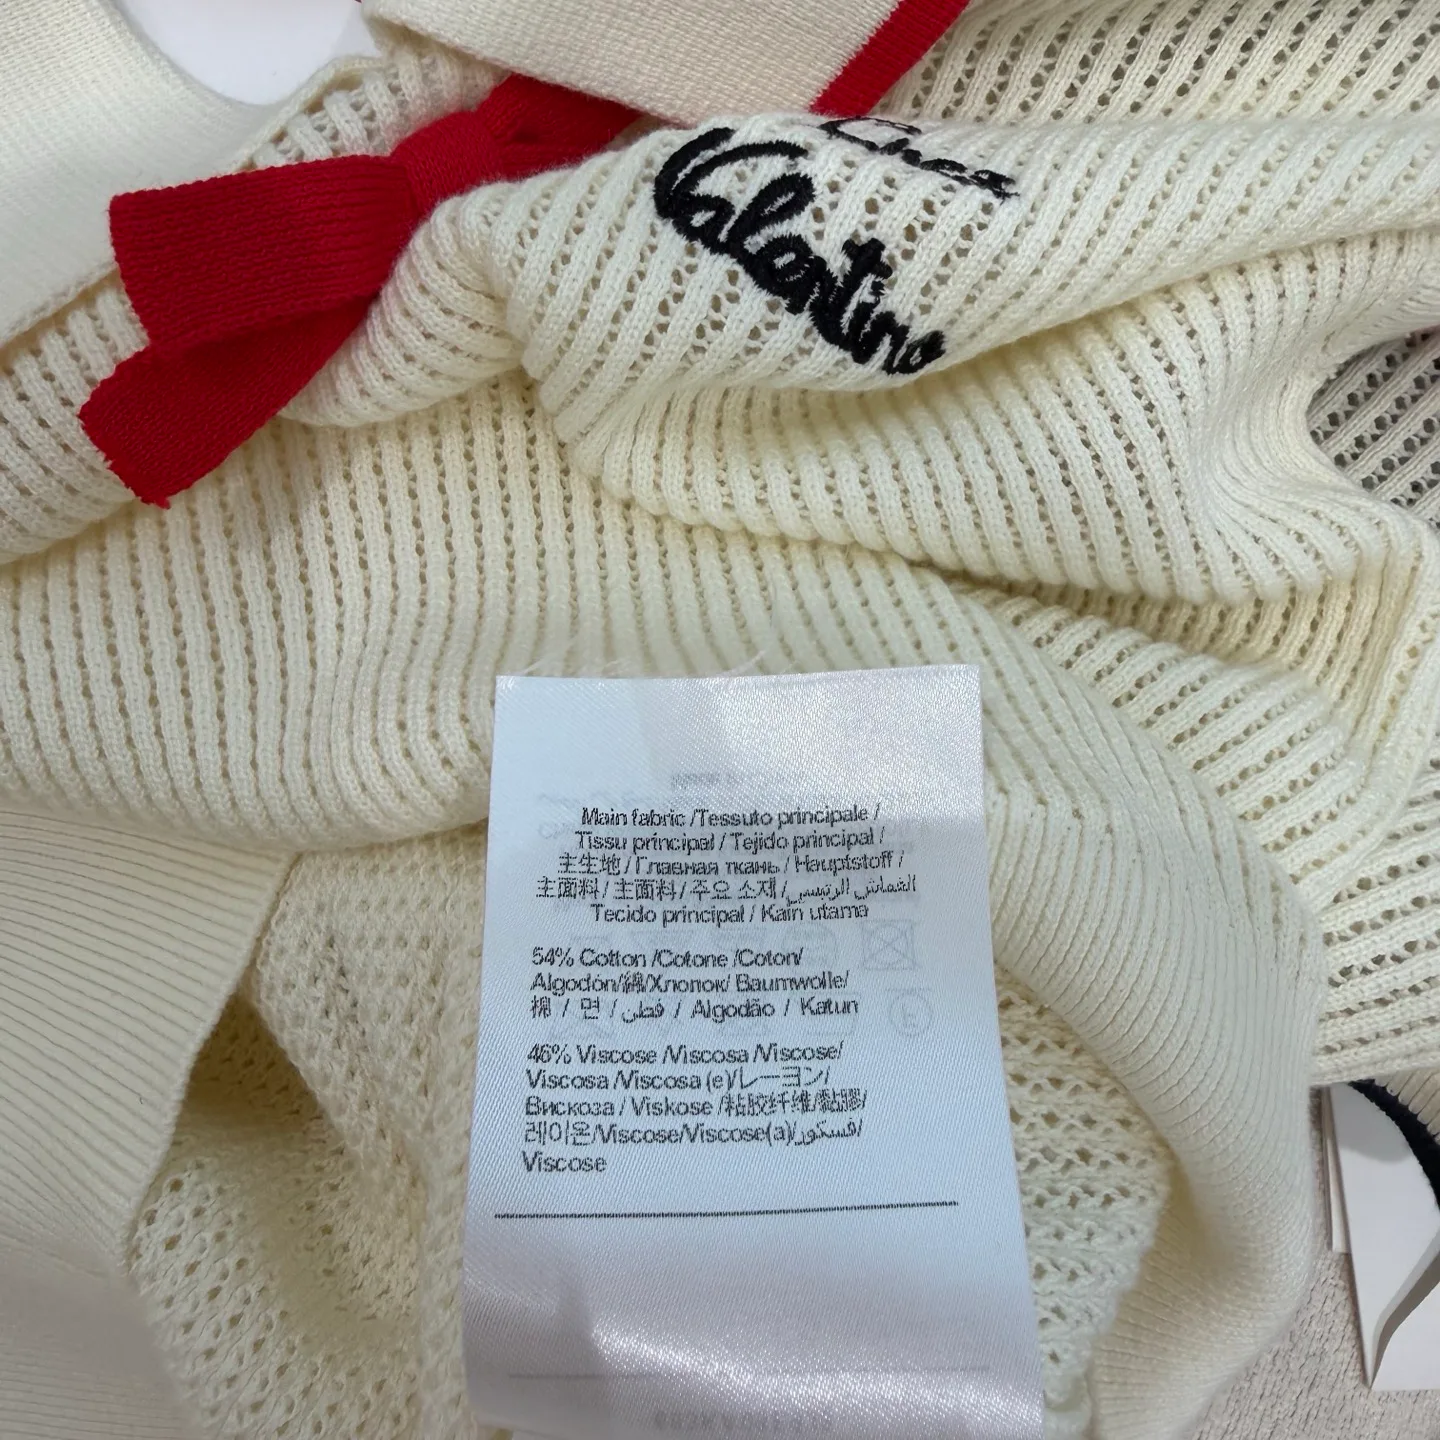 Chez
Valentino
Main fabric /Tessuto principale /
Tissu principal / Tejido principal /
主生地 / Главная ткань / Hauptstoff /
主面料 / 主面料 / 주요 소재 /القماش الرئيسي
Tecido principal / Kain utama
54% Cotton /Cotone /Coton/
Algodón/綿/Хлопок/ Baumwolle/
棉 / 면 / قطن / Algodão / Katun
46% Viscose /Viscosa /Viscose/
Viscosa /Viscosa (e)/レーヨン/
Вискоза / Viskose /粘胶纤维/黏膠/
레이온/Viscose/Viscose(a)/فسكوز/
Viscose